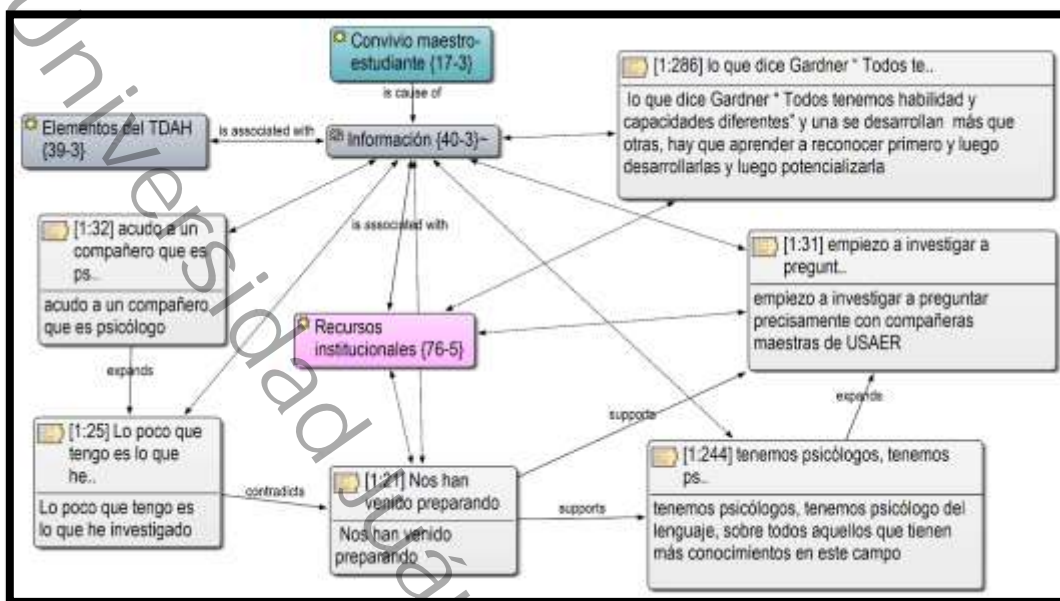 Convivio maestro-
estudiante {17-3}
is cause of
Elementos del TDAH
{39-3}
is associated with
Información {40-3}~
[1:286] lo que dice Gardner " Todos te..
lo que dice Gardner " Todos tenemos habilidad y
capacidades diferentes" y una se desarrollan más que
otras, hay que aprender a reconocer primero y luego
desarrollarlas y luego potencializarla
is associated with
[1:32] acudo a un
compañero que es
ps..
acudo a un compañero
que es psicólogo
[1:31] empiezo a investigar a
pregunt..
empiezo a investigar a preguntar
precisamente con compañeras
maestras de USAER
Recursos
institucionales {76-5}
expands
supports
expands
[1:25] Lo poco que
tengo es lo que
he..
Lo poco que tengo es
lo que he investigado
contradicts
[1:21] Nos han
venido preparando
Nos han venido
preparando
supports
[1:244] tenemos psicólogos, tenemos
ps..
tenemos psicólogos, tenemos psicólogo del
lenguaje, sobre todos aquellos que tienen
más conocimientos en este campo
Universidad Juá